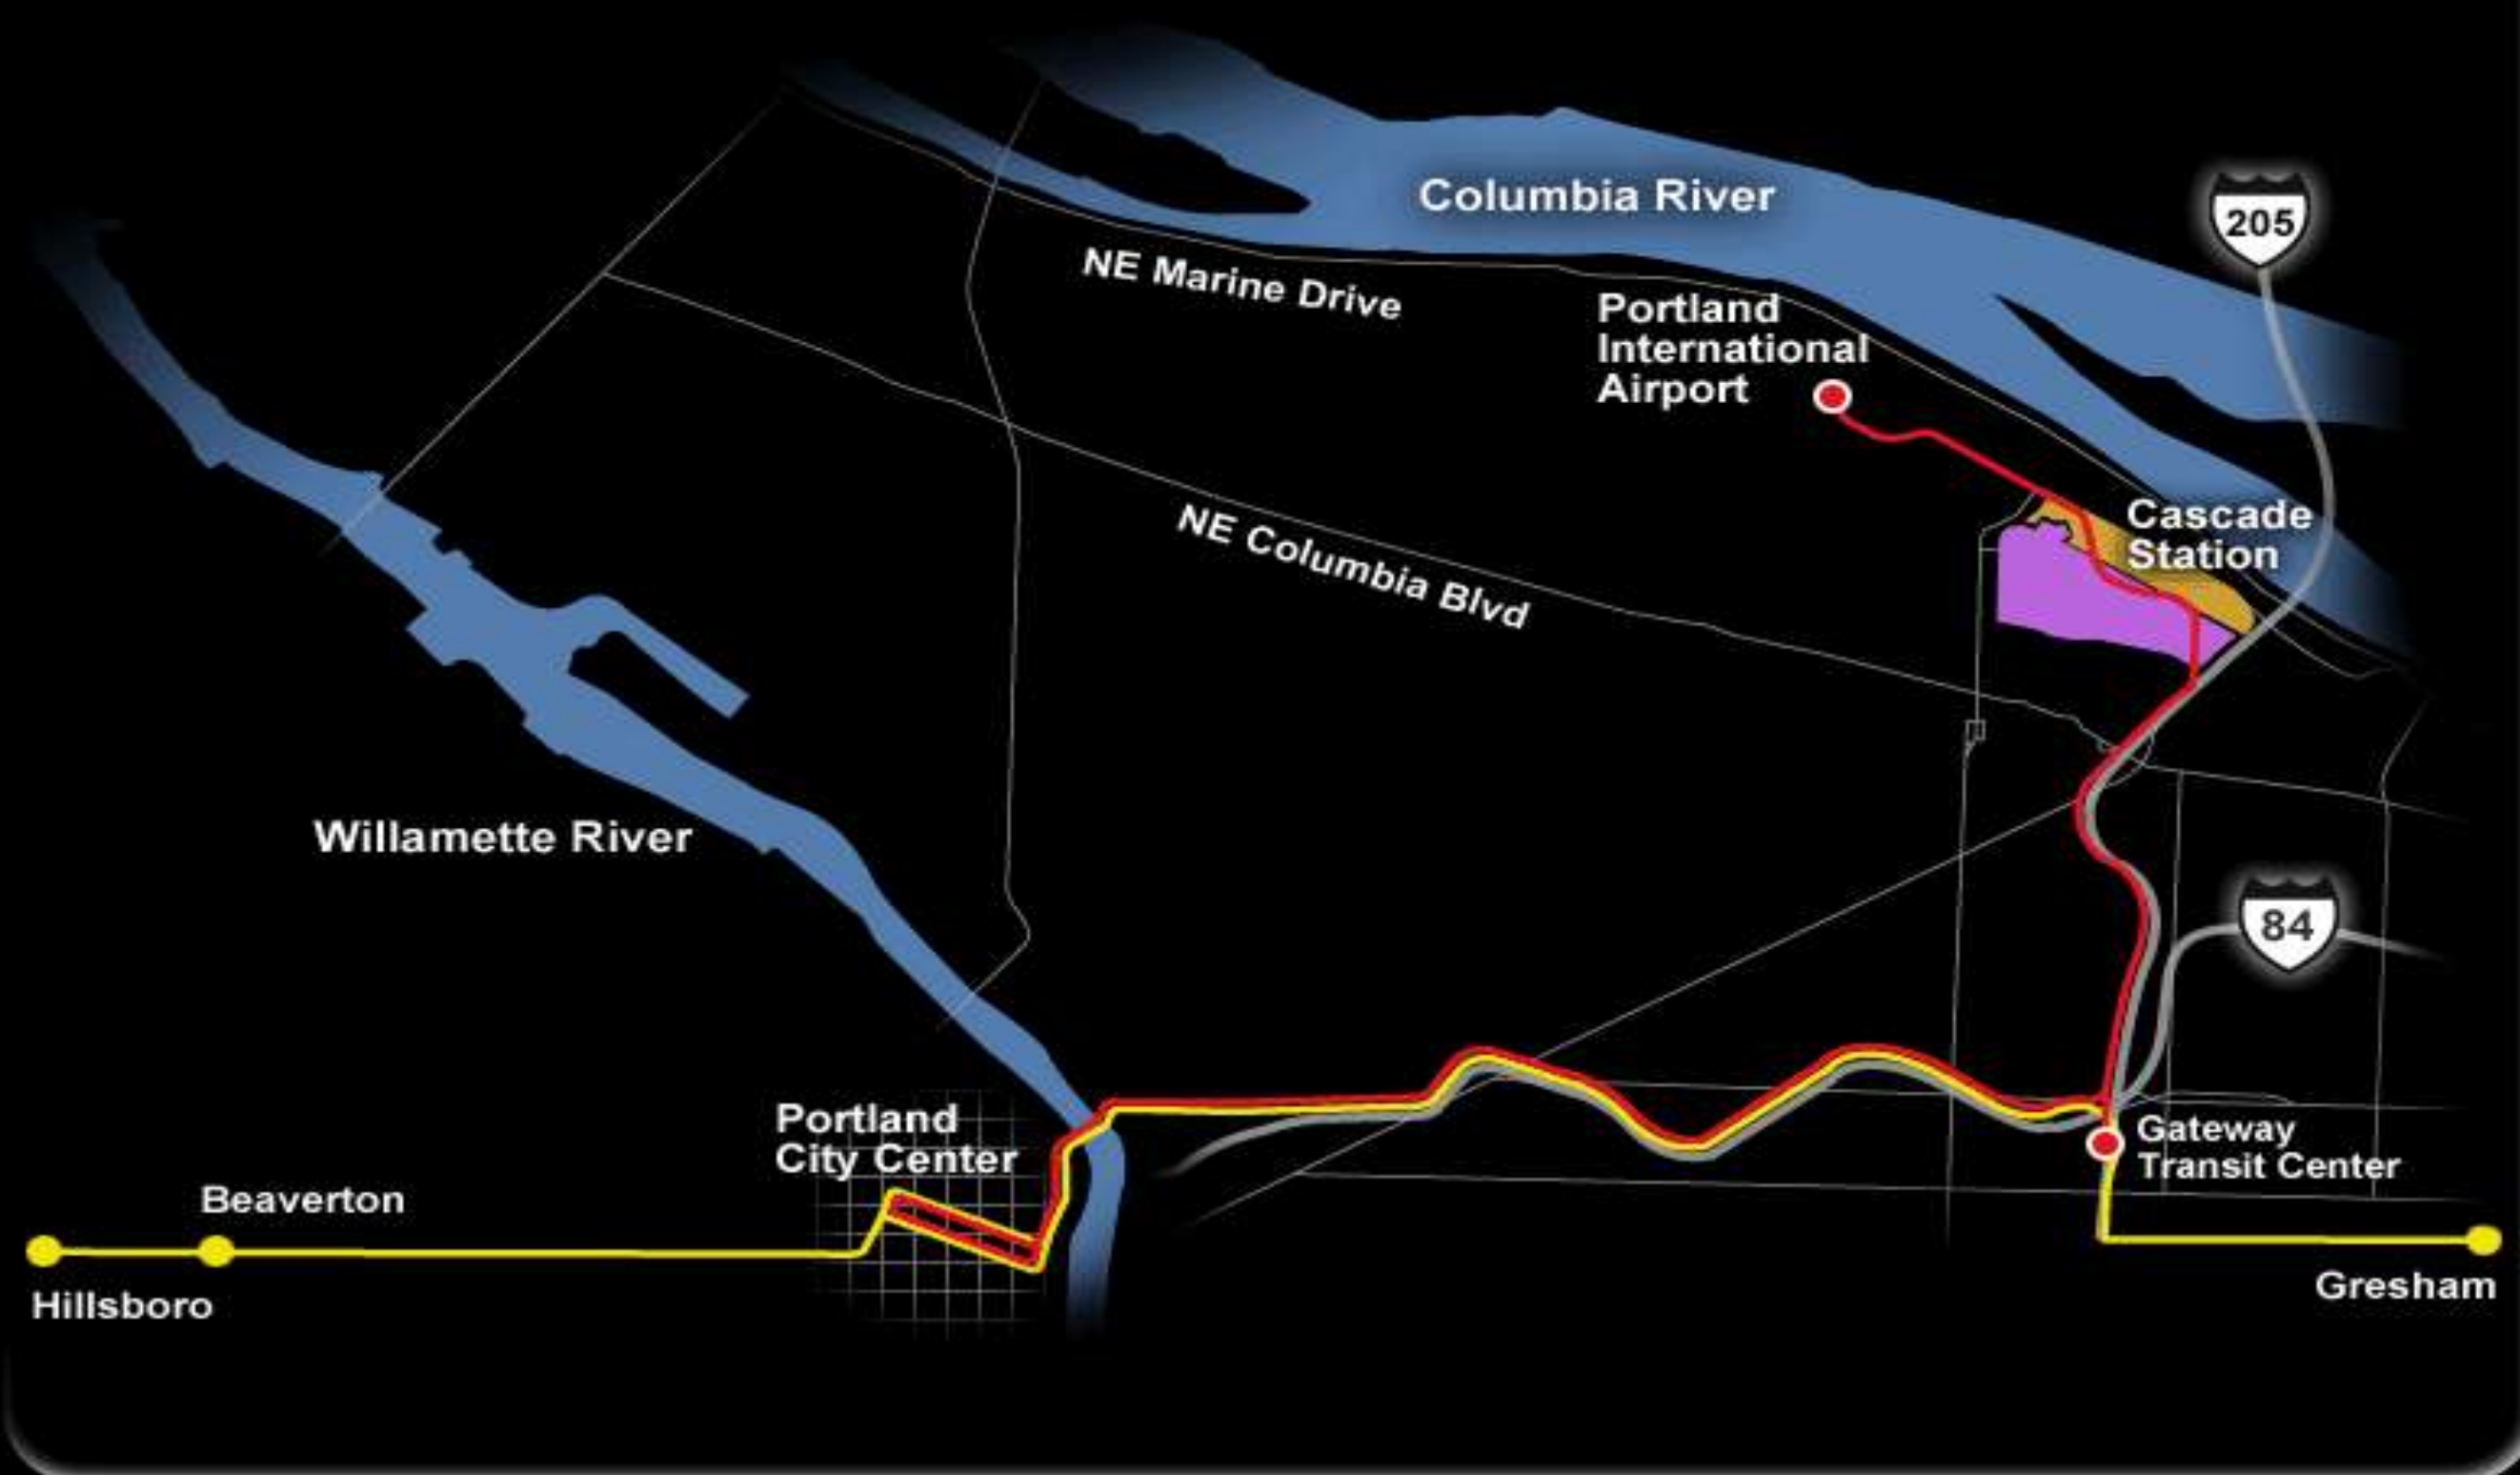 Columbia River
205
NE Marine Drive
Portland
International
Airport
Cascade
Station
NE Columbia Blvd
Willamette River
84
Portland
City Center
Gateway
Transit Center
Beaverton
Hillsboro
Gresham